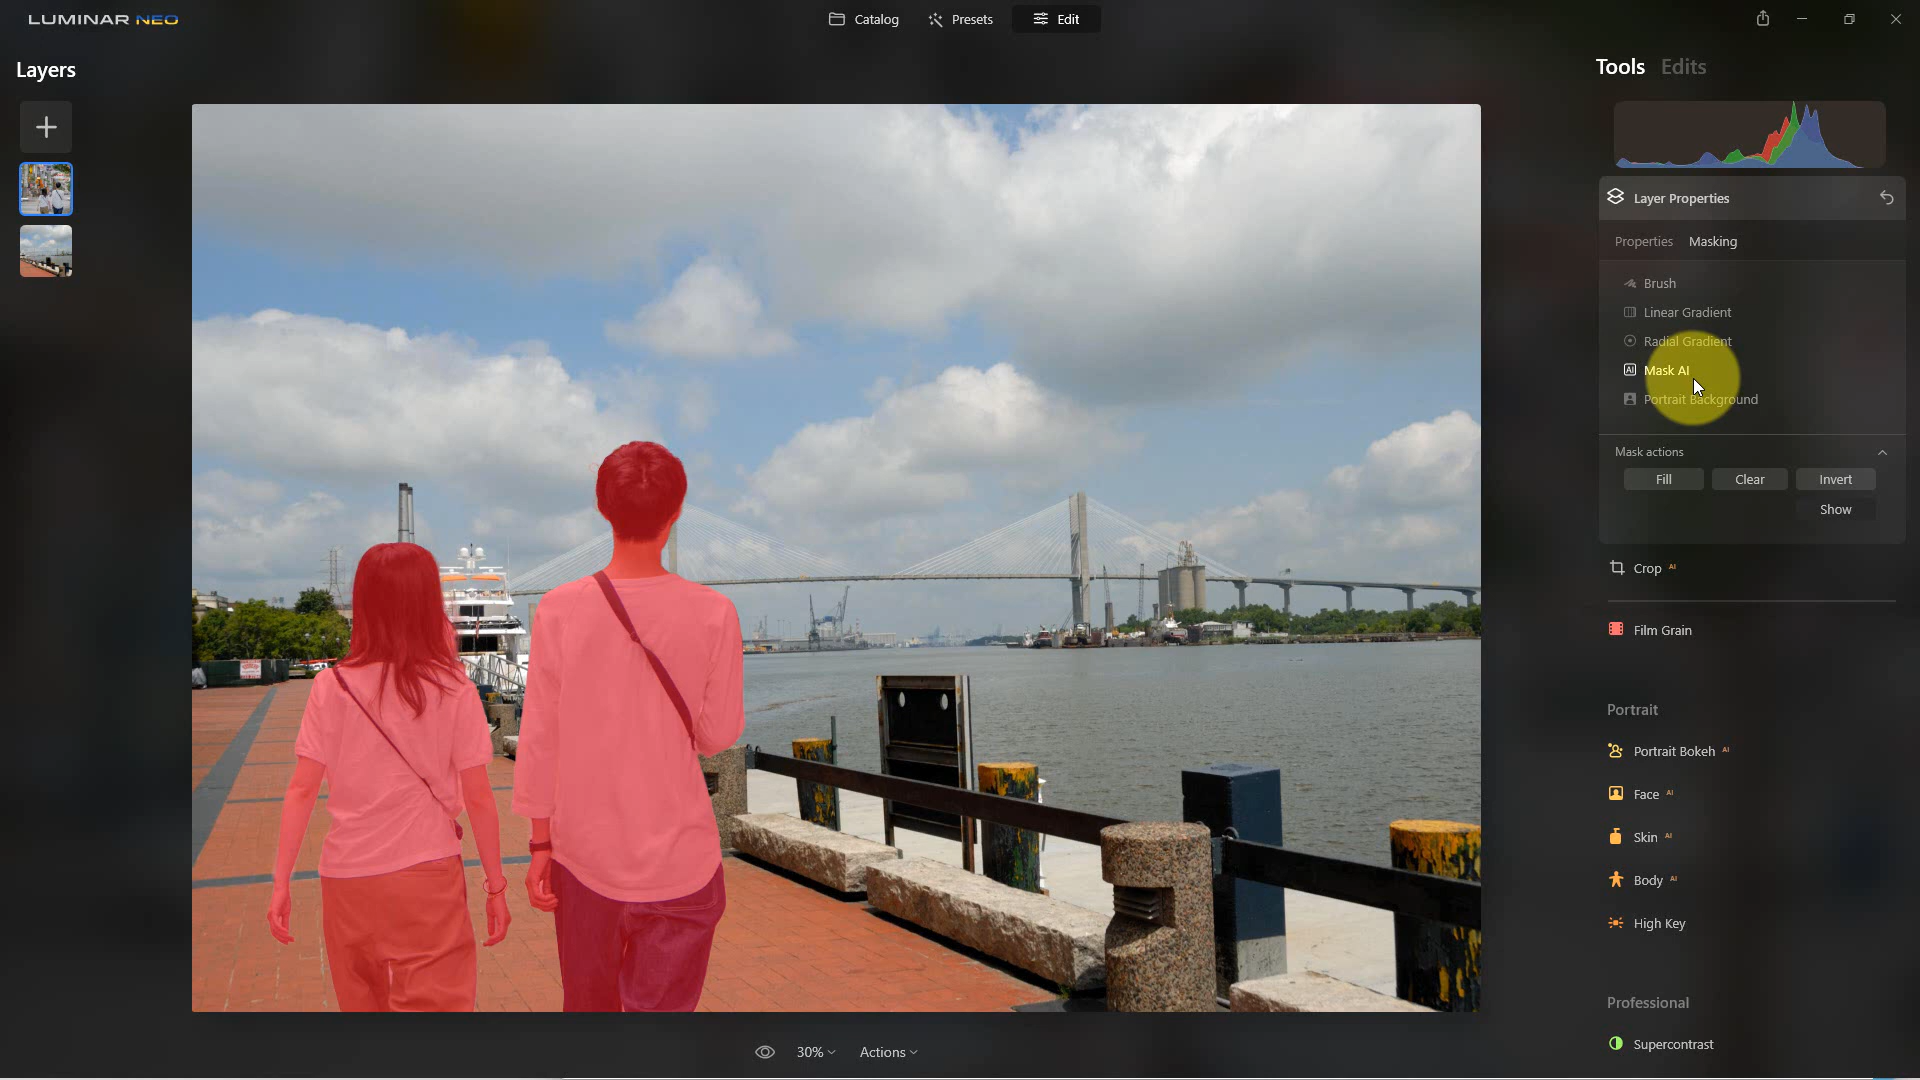 LUMINAR NEO
Catalog
Presets
Edit
Layers
Tools Edits
Layer Properties
Properties Masking
Brush
Linear Gradient
Radial Gradient
AI Mask AI
Portrait Background
Mask actions
Fill Clear Invert
Show
Crop AI
Film Grain
Portrait
Portrait Bokeh AI
Face AI
Skin AI
Body AI
High Key
Professional
Supercontrast
30%
Actions